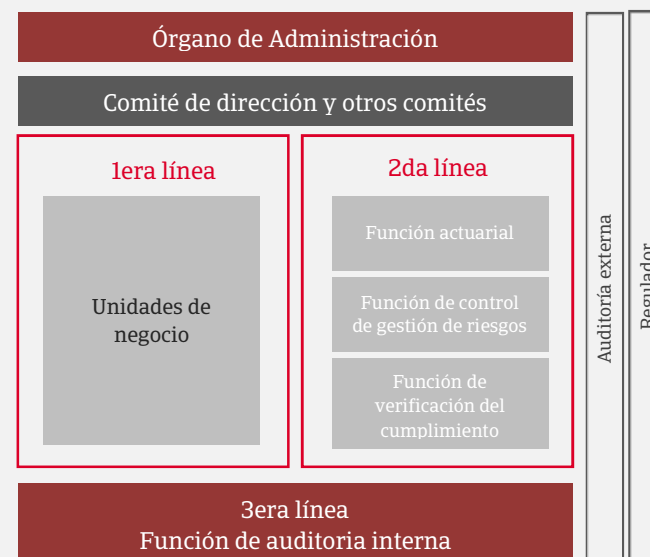 Órgano de Administración
Comité de dirección y otros comités
1era línea
Unidades de
negocio
2da línea
Función actuarial
Función de control
de gestión de riesgos
Función de
verificación del
cumplimiento
3era línea
Función de auditoria interna
Auditoría externa
Regulador